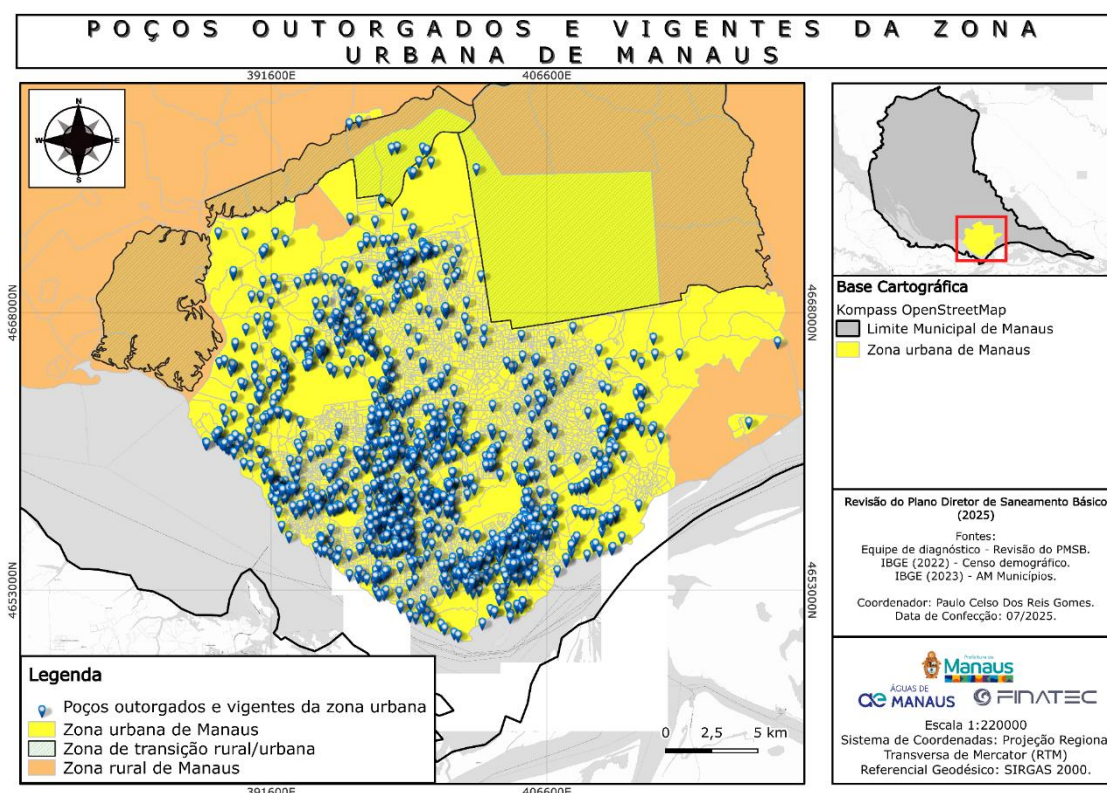 POÇOS OUTORGADOS E VIGENTES DA ZONA
URBANA DE MANAUS
391600E
406600E
N
W
E
S
4668000N
4668000N
4653000N
4653000N
Legenda
Poços outorgados e vigentes da zona urbana
Zona urbana de Manaus
Zona de transição rural/urbana
Zona rural de Manaus
0 2,5 5 km
391600E
406600E
Base Cartográfica
Kompass OpenStreetMap
Limite Municipal de Manaus
Zona urbana de Manaus
Revisão do Plano Diretor de Saneamento Básico
(2025)
Fontes:
Equipe de diagnóstico - Revisão do PMSB.
IBGE (2022) - Censo demográfico.
IBGE (2023) - AM Municípios.
Coordenador: Paulo Celso Dos Reis Gomes.
Data de Confecção: 07/2025.
Prefeitura de
Manaus
ÁGUAS DE
MANAUS
FINATEC
Escala 1:220000
Sistema de Coordenadas: Projeção Regional
Transversa de Mercator (RTM)
Referencial Geodésico: SIRGAS 2000.